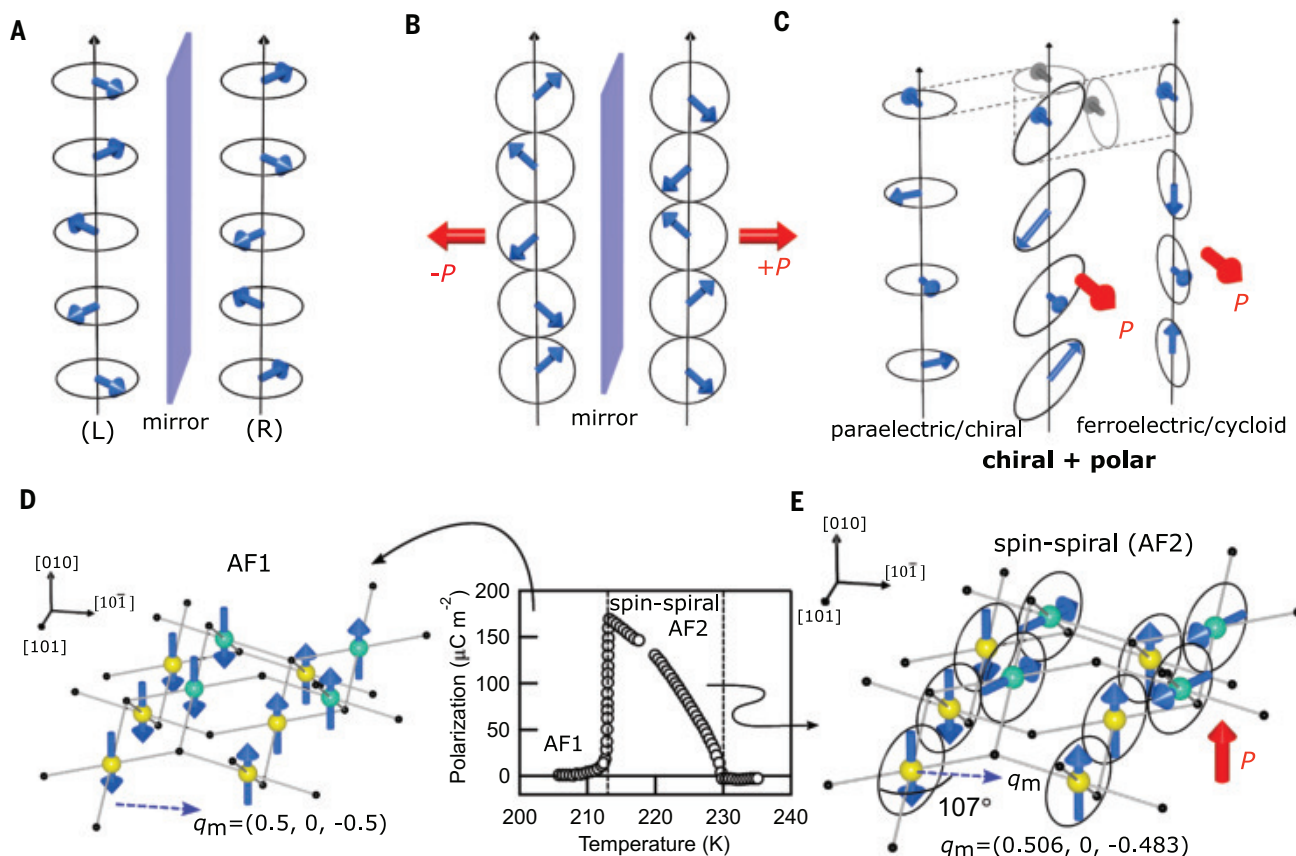 A
(L)
mirror
(R)
B
-P
+P
mirror
C
P
P
paraelectric/chiral
ferroelectric/cycloid
chiral + polar
D
[010]
[101̅]
[101]
AF1
qm=(0.5, 0, -0.5)
Polarization (μC m⁻²)
200
150
100
50
0
spin-spiral
AF2
AF1
200 210 220 230 240
Temperature (K)
E
[010]
[101̅]
[101]
spin-spiral (AF2)
qm
P
107°
qm=(0.506, 0, -0.483)